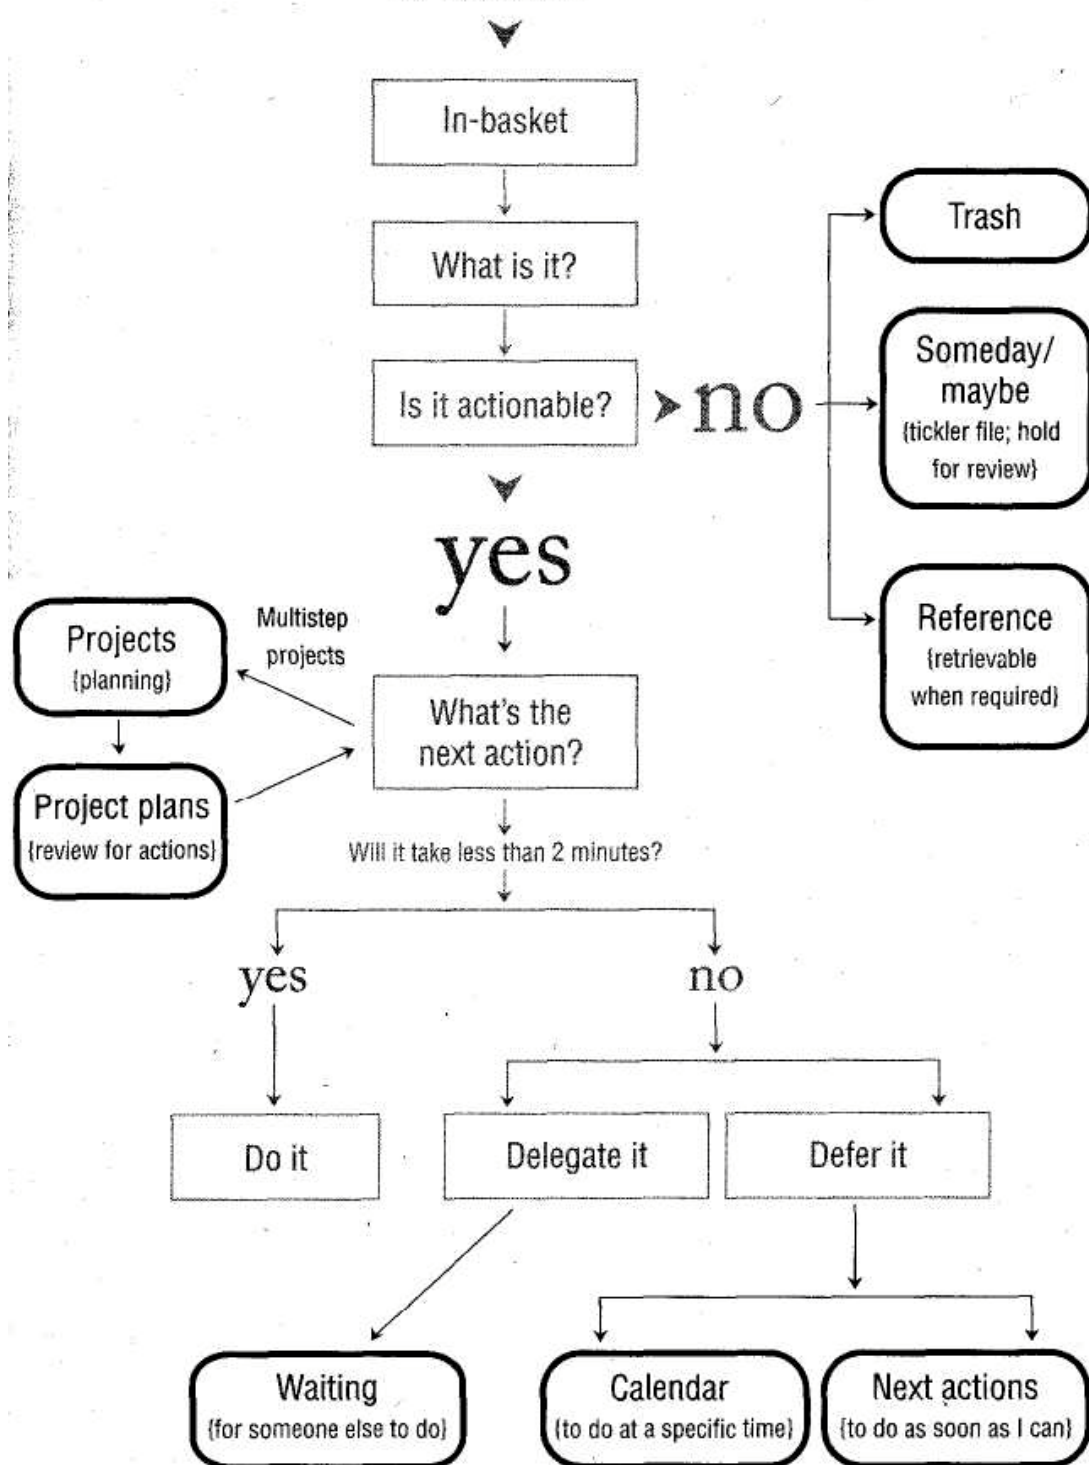 In-basket
What is it?
Is it actionable?
no
Trash
Someday/
maybe
{tickler file; hold
for review}
Reference
{retrievable
when required}
yes
Multistep
projects
Projects
{planning}
Project plans
{review for actions}
What's the
next action?
Will it take less than 2 minutes?
yes
no
Do it
Delegate it
Defer it
Waiting
{for someone else to do}
Calendar
{to do at a specific time}
Next actions
{to do as soon as I can}